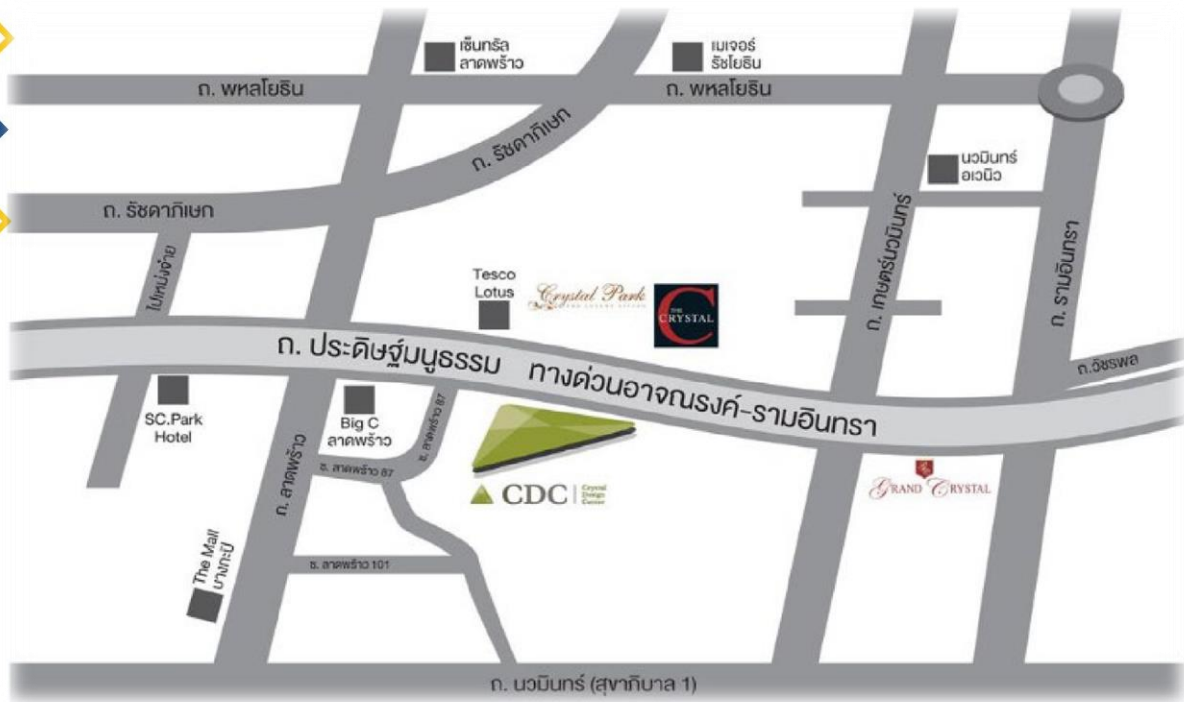 เซ็นทรัล
ลาดพร้าว
เมเจอร์
รัชโยธิน
ถ. พหลโยธิน
ถ. พหลโยธิน
ถ. รัชดาภิเษก
นวมินทร์
อเวนิว
ถ. รัชดาภิเษก
ไปเหม่งจ๋าย
ถ. เกษตรนวมินทร์
ถ. รามอินทรา
Tesco
Lotus
Crystal Park
THE
CRYSTAL
ถ. ประดิษฐ์มนูธรรม ทางด่วนอาจณรงค์-รามอินทรา
ถ.วัชรพล
SC.Park
Hotel
Big C
ลาดพร้าว
ซ. ลาดพร้าว 87
ซ. ลาดพร้าว 87
ถ. ลาดพร้าว
CDC
Crystal
Design
Center
GRAND CRYSTAL
The Mall
บางกะปิ
ซ. ลาดพร้าว 101
ถ. นวมินทร์ (สุขาภิบาล 1)